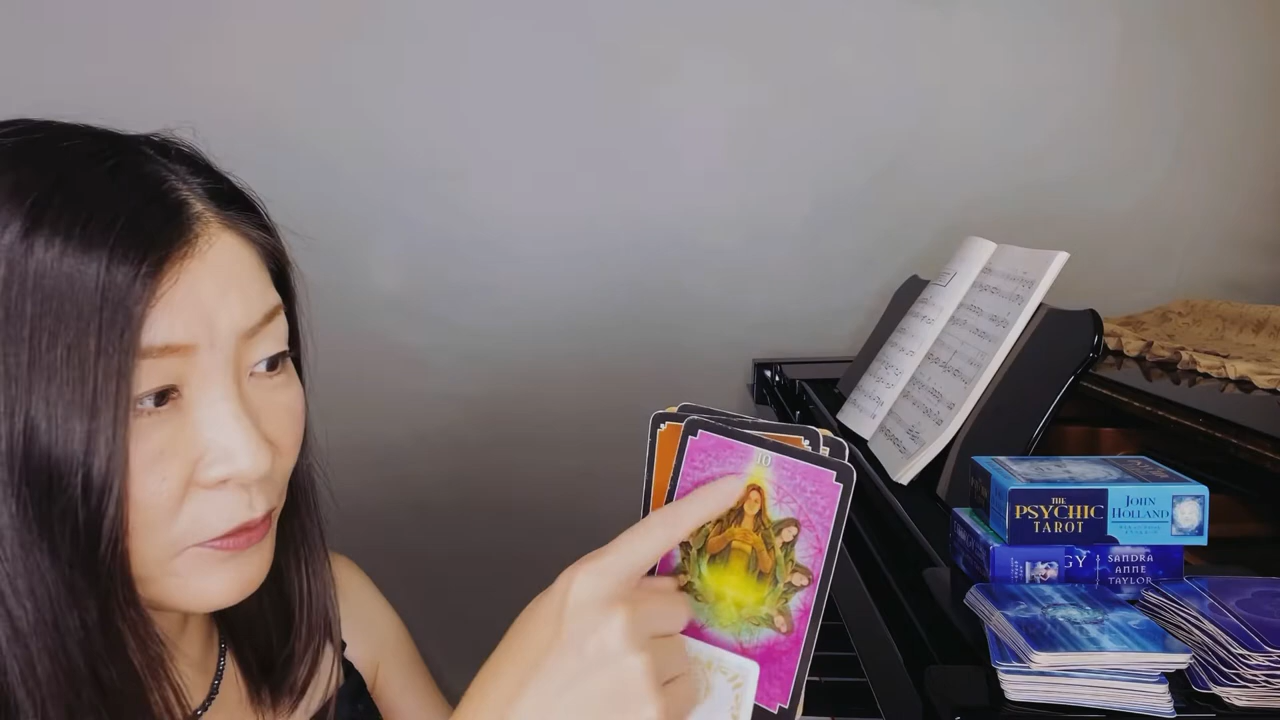 10
THE
PSYCHIC
TAROT
JOHN
HOLLAND
GY
SANDRA
ANNE
TAYLOR